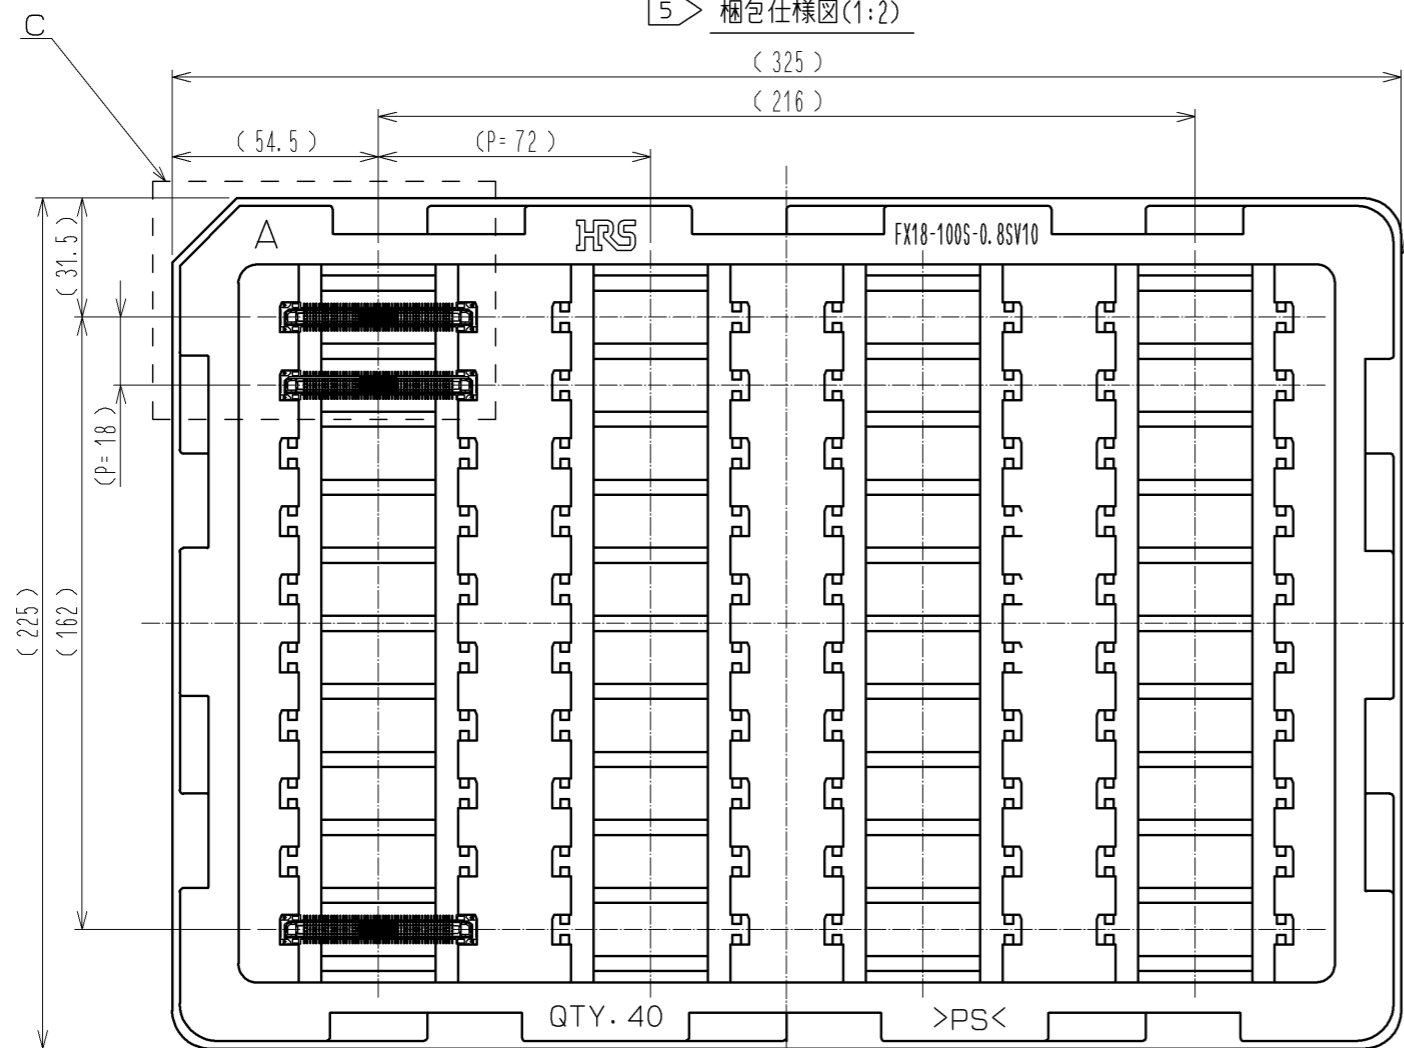 5 梱包仕様図(1:2)
C
( 325 )
( 216 )
( 54.5 )
(P= 72 )
( 31.5 )
A
HRS
FX18-100S-0.8SV10
(P= 18 )
( 225 )
( 162 )
QTY. 40
>PS<